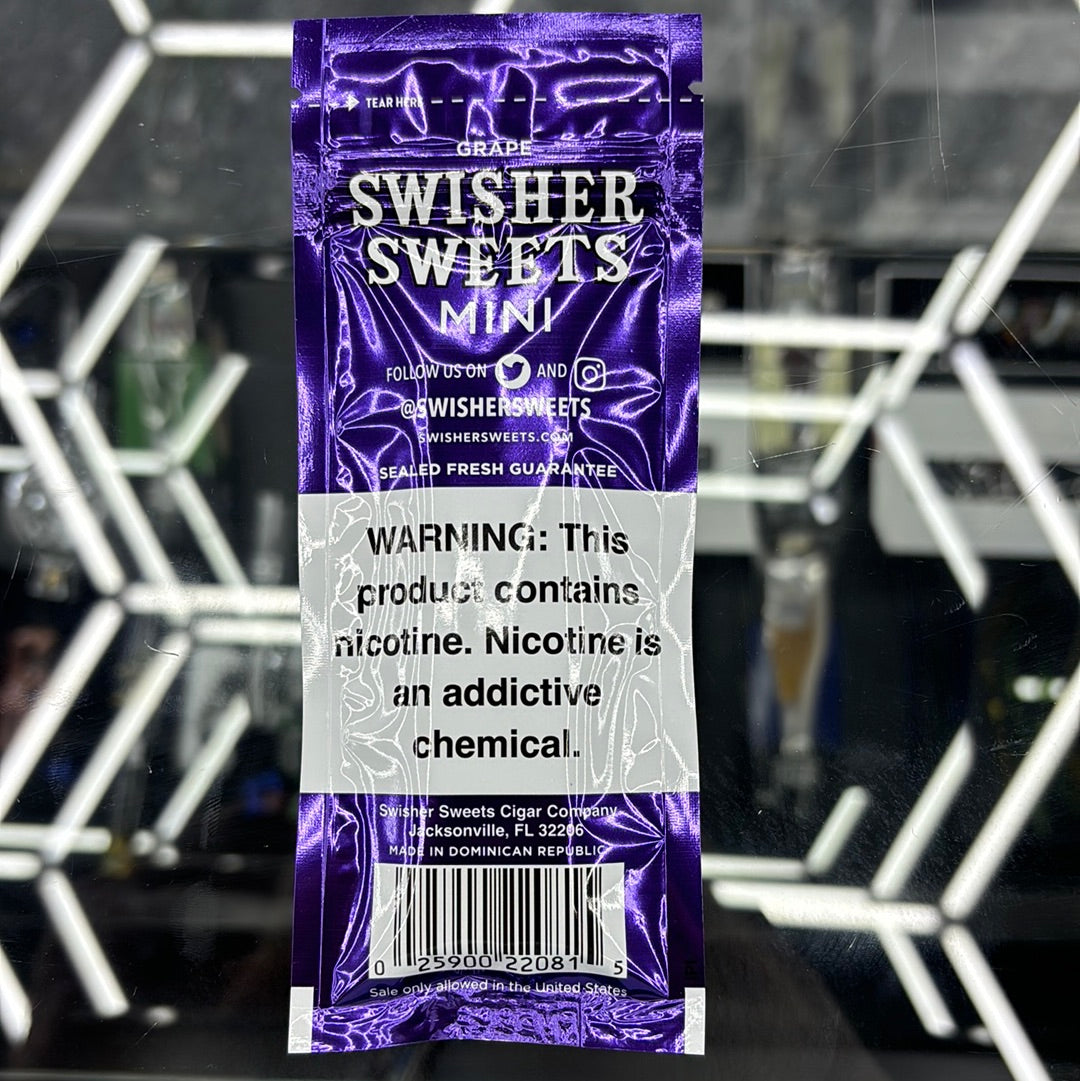 TEAR HERE
GRAPE
SWISHER
SWEETS
MINI
FOLLOW US ON AND
@SWISHERSWEETS
SWISHERSWEETS.COM
SEALED FRESH GUARANTEE
WARNING: This
product contains
nicotine. Nicotine is
an addictive
chemical.
Swisher Sweets Cigar Company
Jacksonville, FL 32206
MADE IN DOMINICAN REPUBLIC
0 25900 22081 5
Sale only allowed in the United States